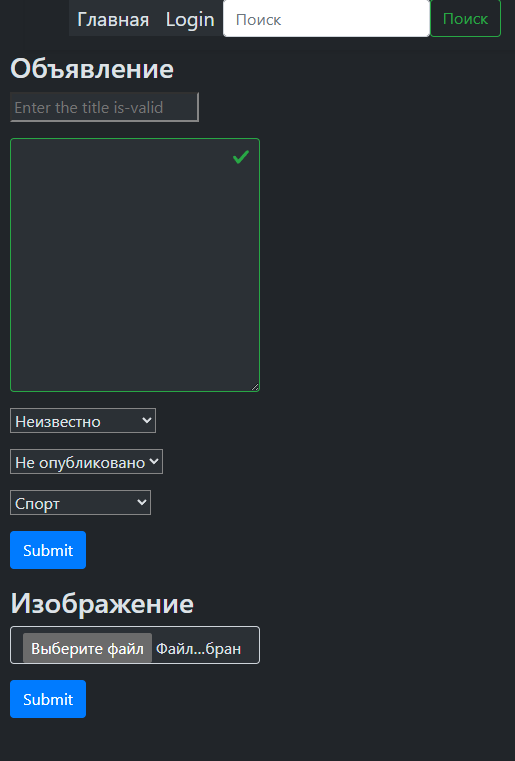 Главная Login Поиск Поиск
Объявление
Enter the title is-valid
Неизвестно
Не опубликовано
Спорт
Submit
Изображение
Выберите файл Файл...бран
Submit